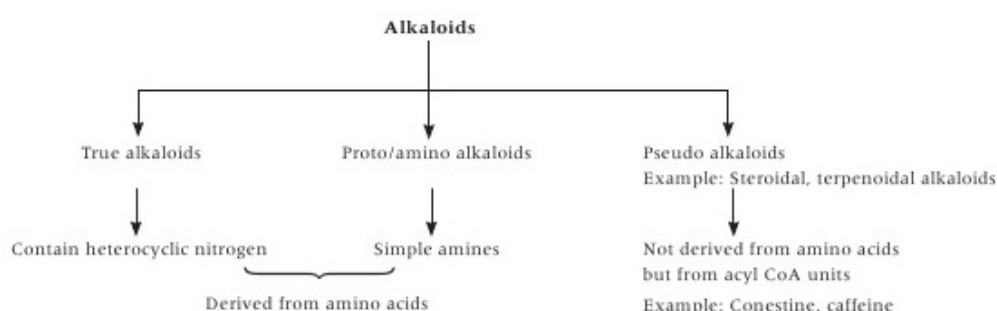 Alkaloids
True alkaloids
Proto/amino alkaloids
Pseudo alkaloids
Example: Steroidal, terpenoidal alkaloids
Contain heterocyclic nitrogen
Simple amines
Not derived from amino acids
but from acyl CoA units
Derived from amino acids
Example: Conestine, caffeine